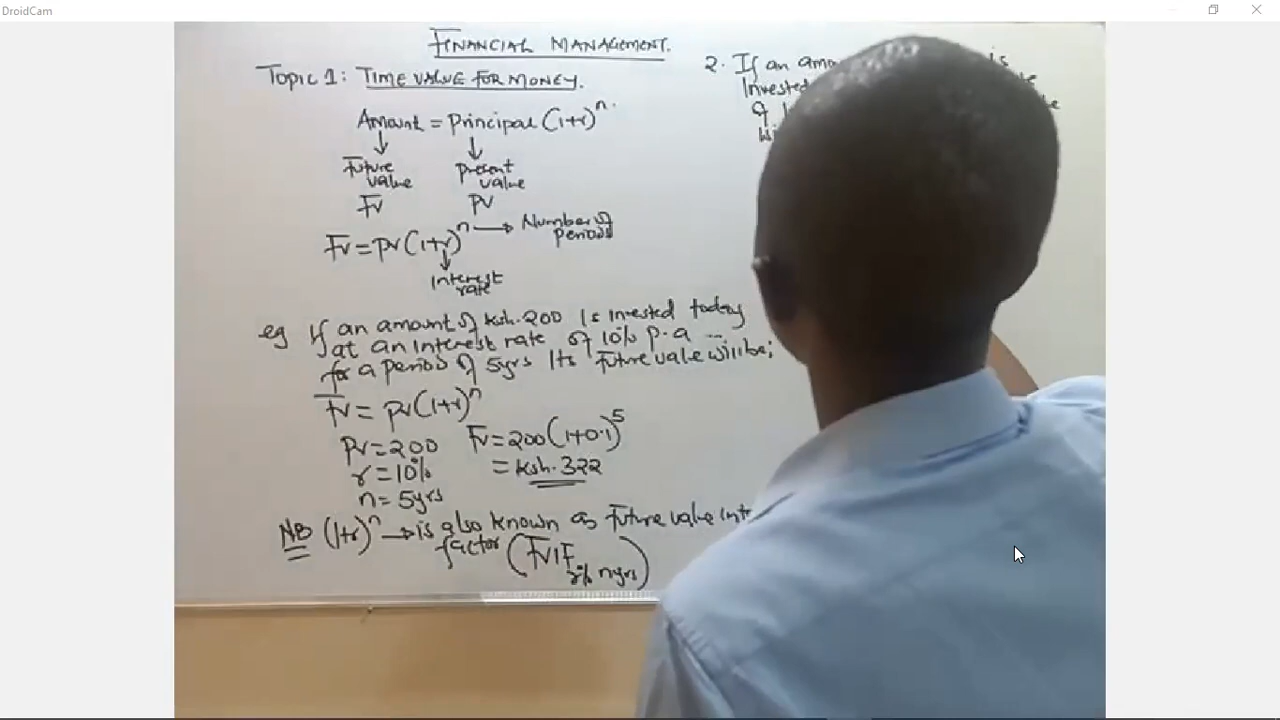 DroidCam
FINANCIAL MANAGEMENT.
Topic 1: TIME VALUE FOR MONEY.
Amount = Principal (1+r)^n.
Future value
Present value
FV
PV
FV = PV (1+r)^n → Number of periods
Interest rate
eg If an amount of Ksh. 200 is invested today
at an interest rate of 10% p.a ...
for a period of 5yrs Its Future value will be;
FV = PV (1+r)^n
PV = 200
r = 10%
n = 5yrs
FV = 200 (1+0.1)^5
= Ksh. 322
NB (1+r)^n → is also known as Future value
factor (FVIF r% nyrs)
2. If an is
Invested
of